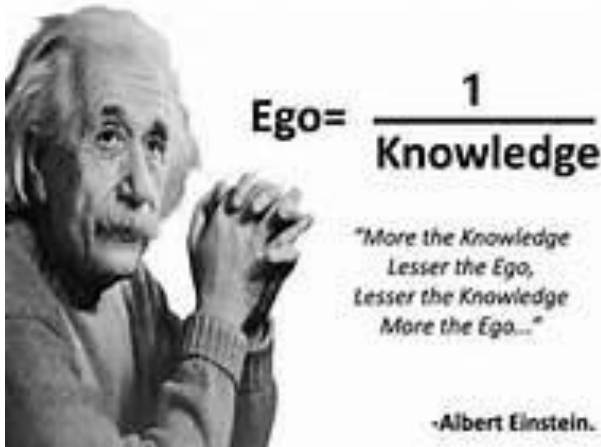 Ego= 1
Knowledge
"More the Knowledge
Lesser the Ego,
Lesser the Knowledge
More the Ego..."
-Albert Einstein.